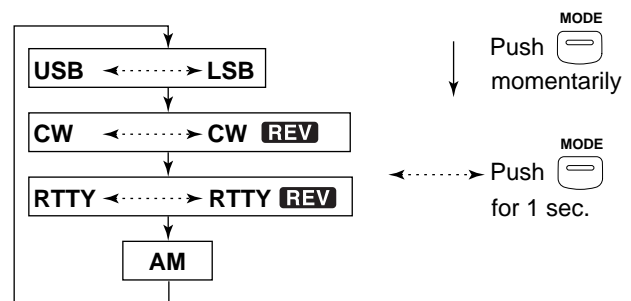 USB LSB
CW CW REV
RTTY RTTY REV
AM
MODE
Push
momentarily
MODE
Push
for 1 sec.